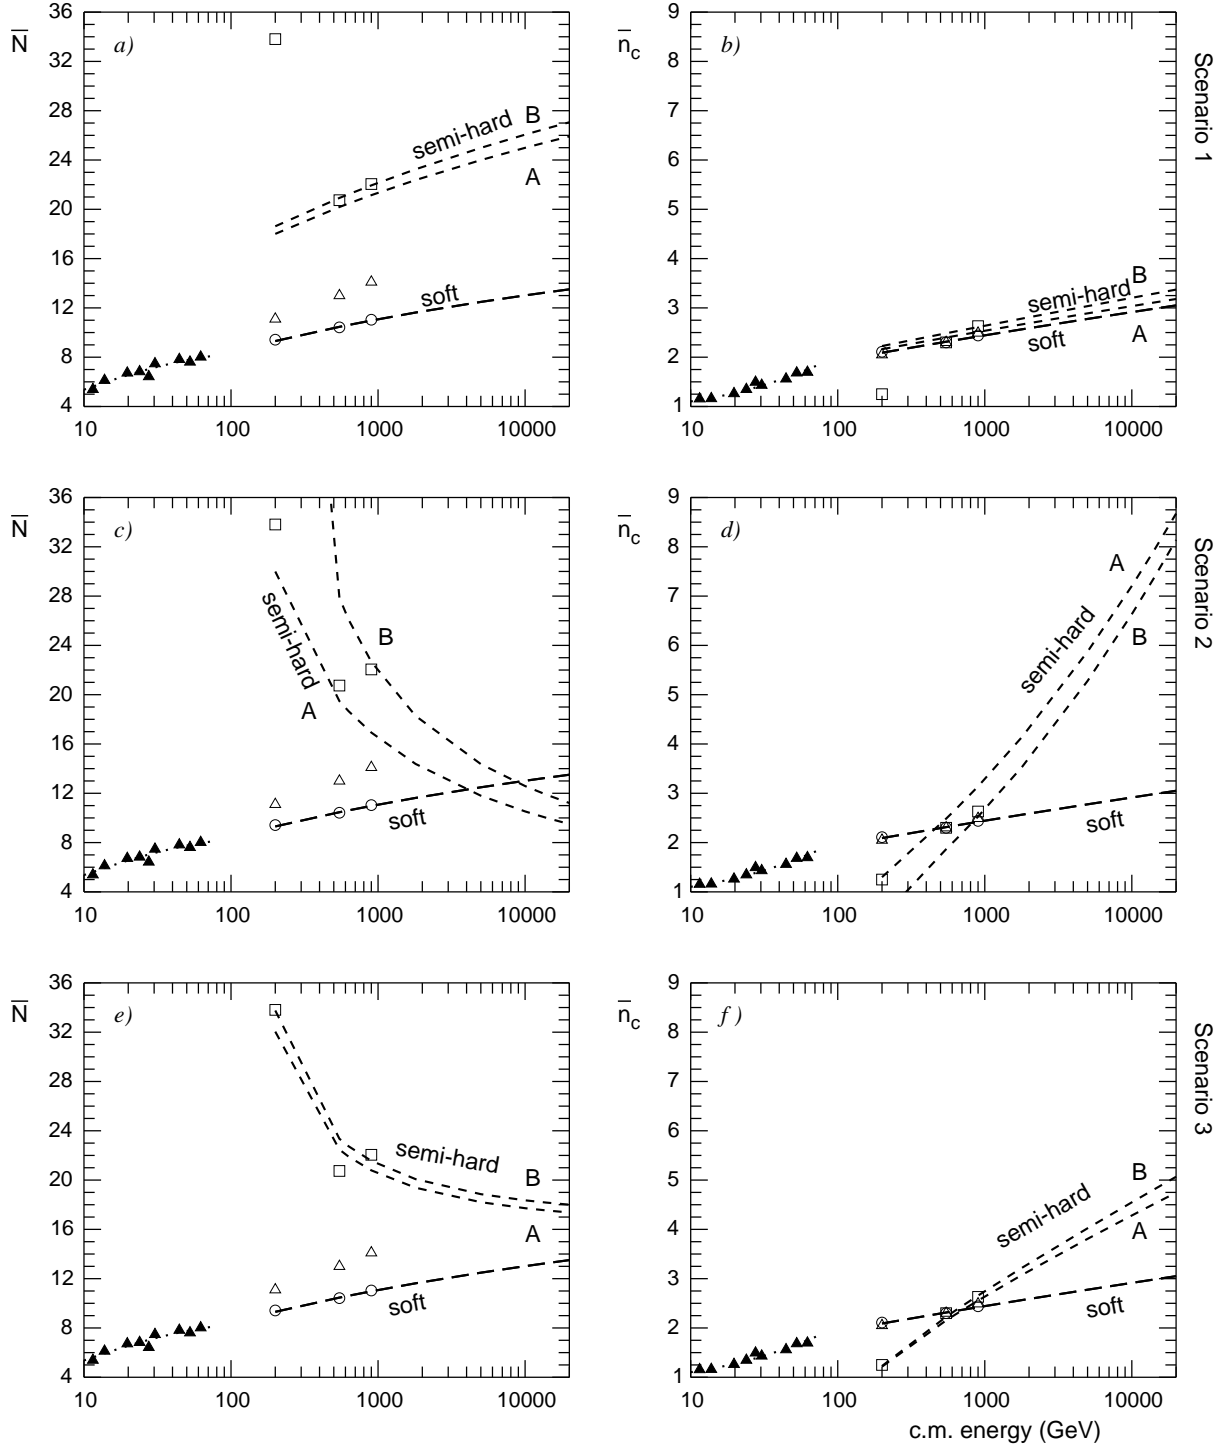 36
32
28
24
20
16
12
8
4
N̅
a)
semi-hard
B
A
soft
10
100
1000
10000
9
8
7
6
5
4
3
2
1
n̅c
b)
B
semi-hard
soft
A
10
100
1000
10000
Scenario 1
36
32
28
24
20
16
12
8
4
N̅
c)
semi-hard
B
A
soft
10
100
1000
10000
9
8
7
6
5
4
3
2
1
n̅c
d)
A
B
semi-hard
soft
10
100
1000
10000
Scenario 2
36
32
28
24
20
16
12
8
4
N̅
e)
semi-hard
B
A
soft
10
100
1000
10000
9
8
7
6
5
4
3
2
1
n̅c
f)
B
semi-hard
A
soft
10
100
1000
10000
Scenario 3
c.m. energy (GeV)